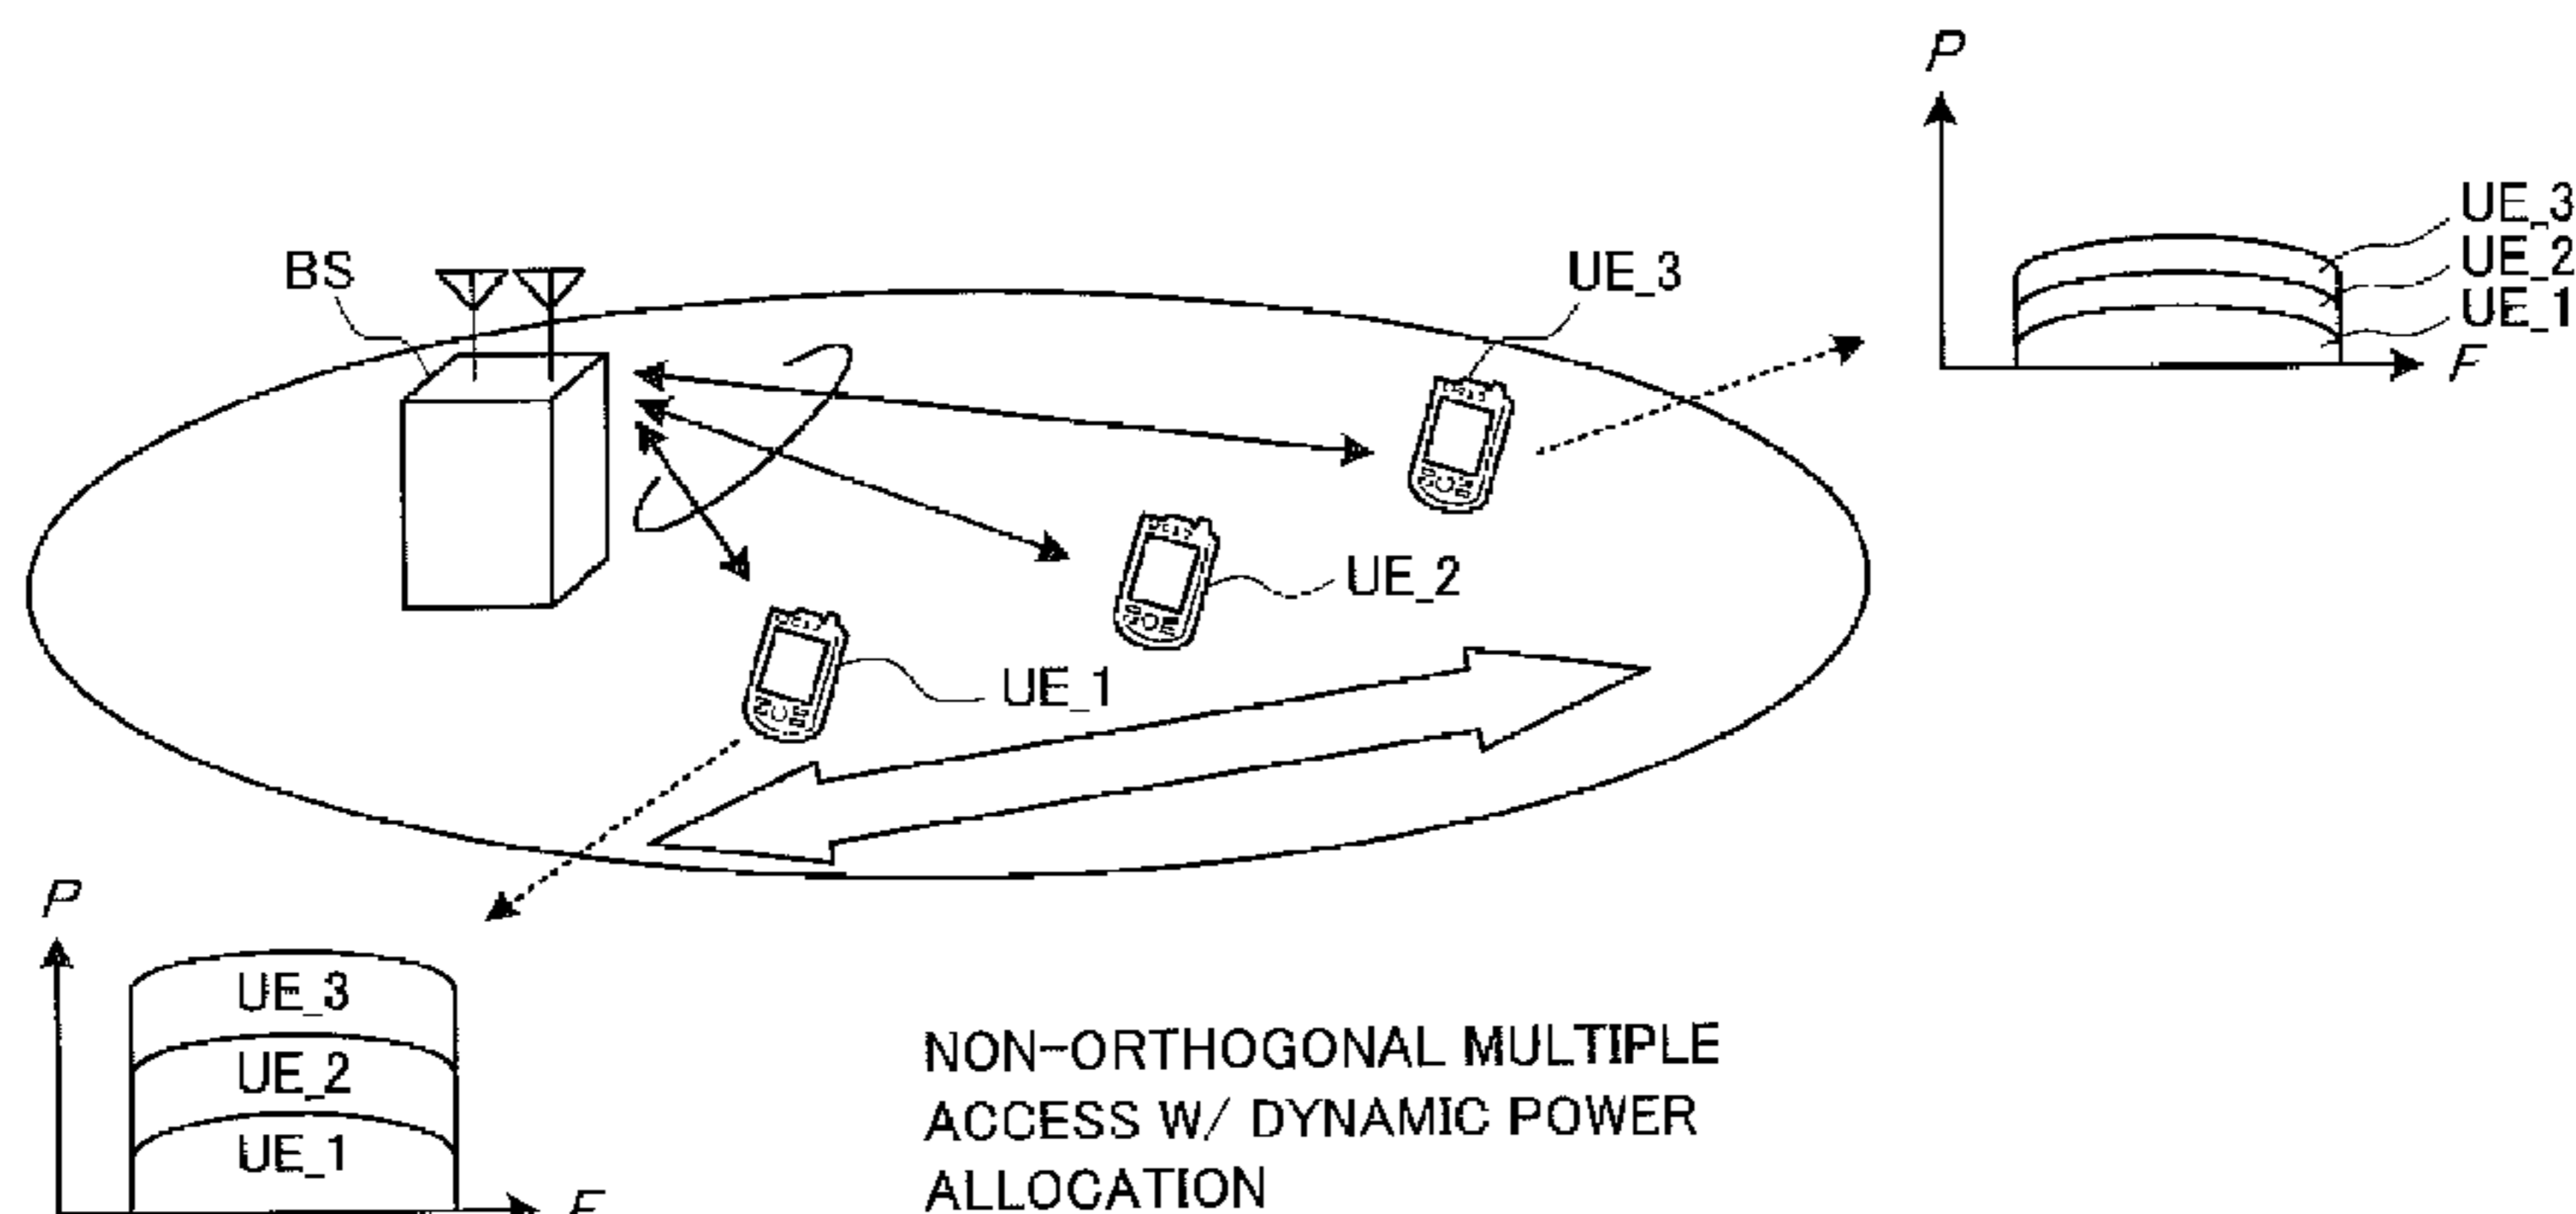 P
UE_3
UE_2
UE_1
F
BS
UE_3
UE_2
UE_1
P
UE_3
UE_2
UE_1
F
NON-ORTHOGONAL MULTIPLE
ACCESS W/ DYNAMIC POWER
ALLOCATION